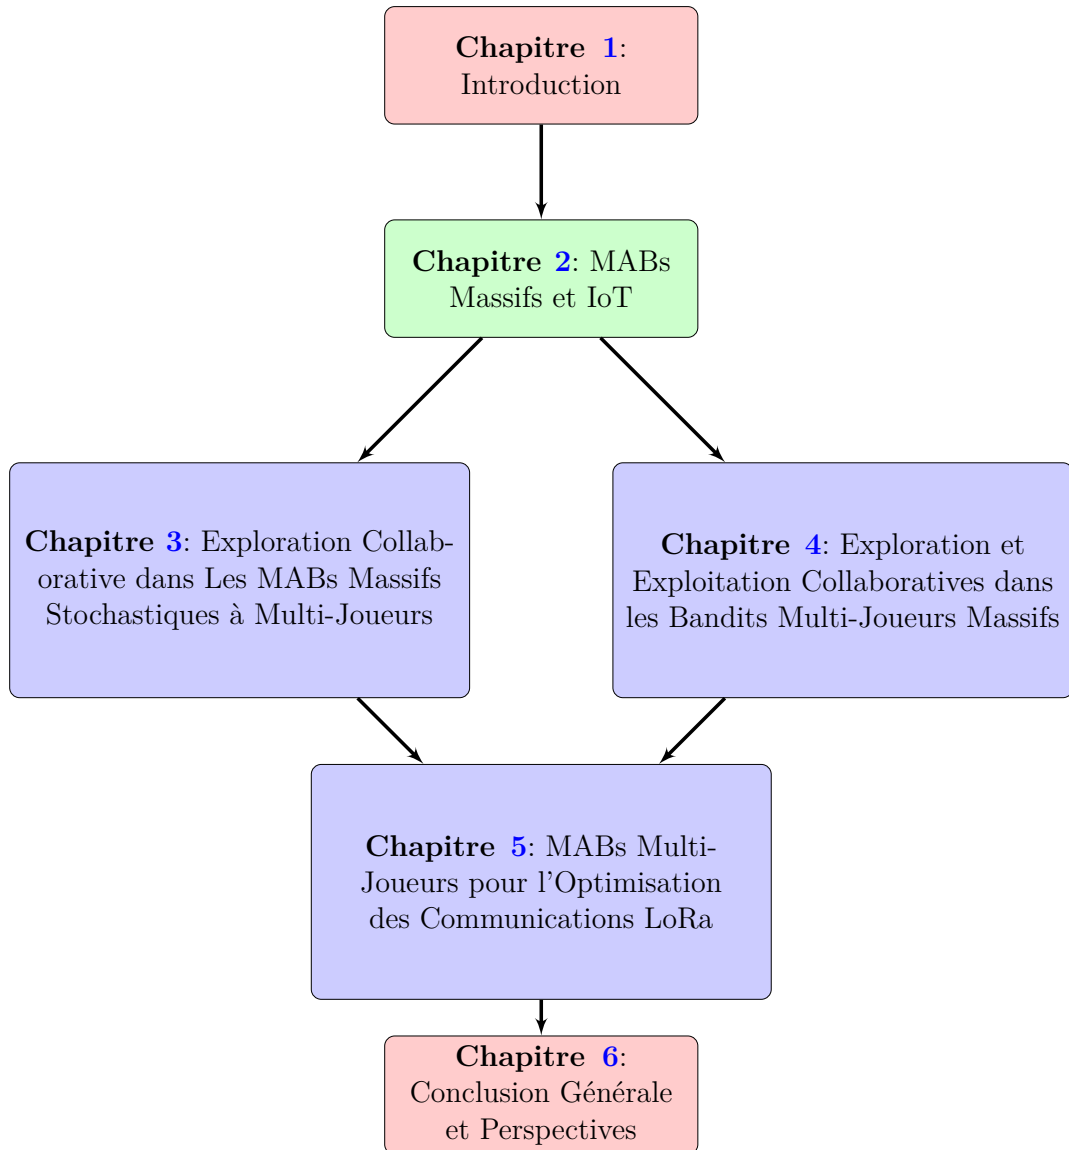 Chapitre 1:
Introduction
Chapitre 2: MABs
Massifs et IoT
Chapitre 3: Exploration Collab-
orative dans Les MABs Massifs
Stochastiques à Multi-Joueurs
Chapitre 4: Exploration et
Exploitation Collaboratives dans
les Bandits Multi-Joueurs Massifs
Chapitre 5: MABs Multi-
Joueurs pour l'Optimisation
des Communications LoRa
Chapitre 6:
Conclusion Générale
et Perspectives